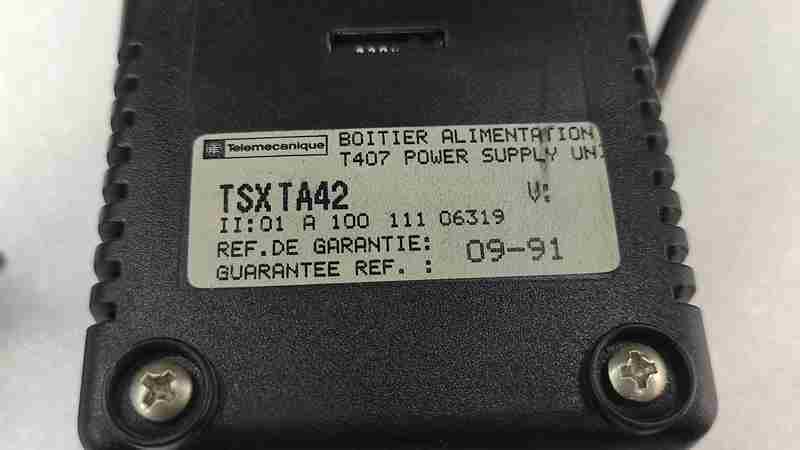 220V
Telemecanique
BOITIER ALIMENTATION
T407 POWER SUPPLY UNI
TSX TA42 V:
II:01 A 100 111 06319
REF.DE GARANTIE: 09-91
GUARANTEE REF. :